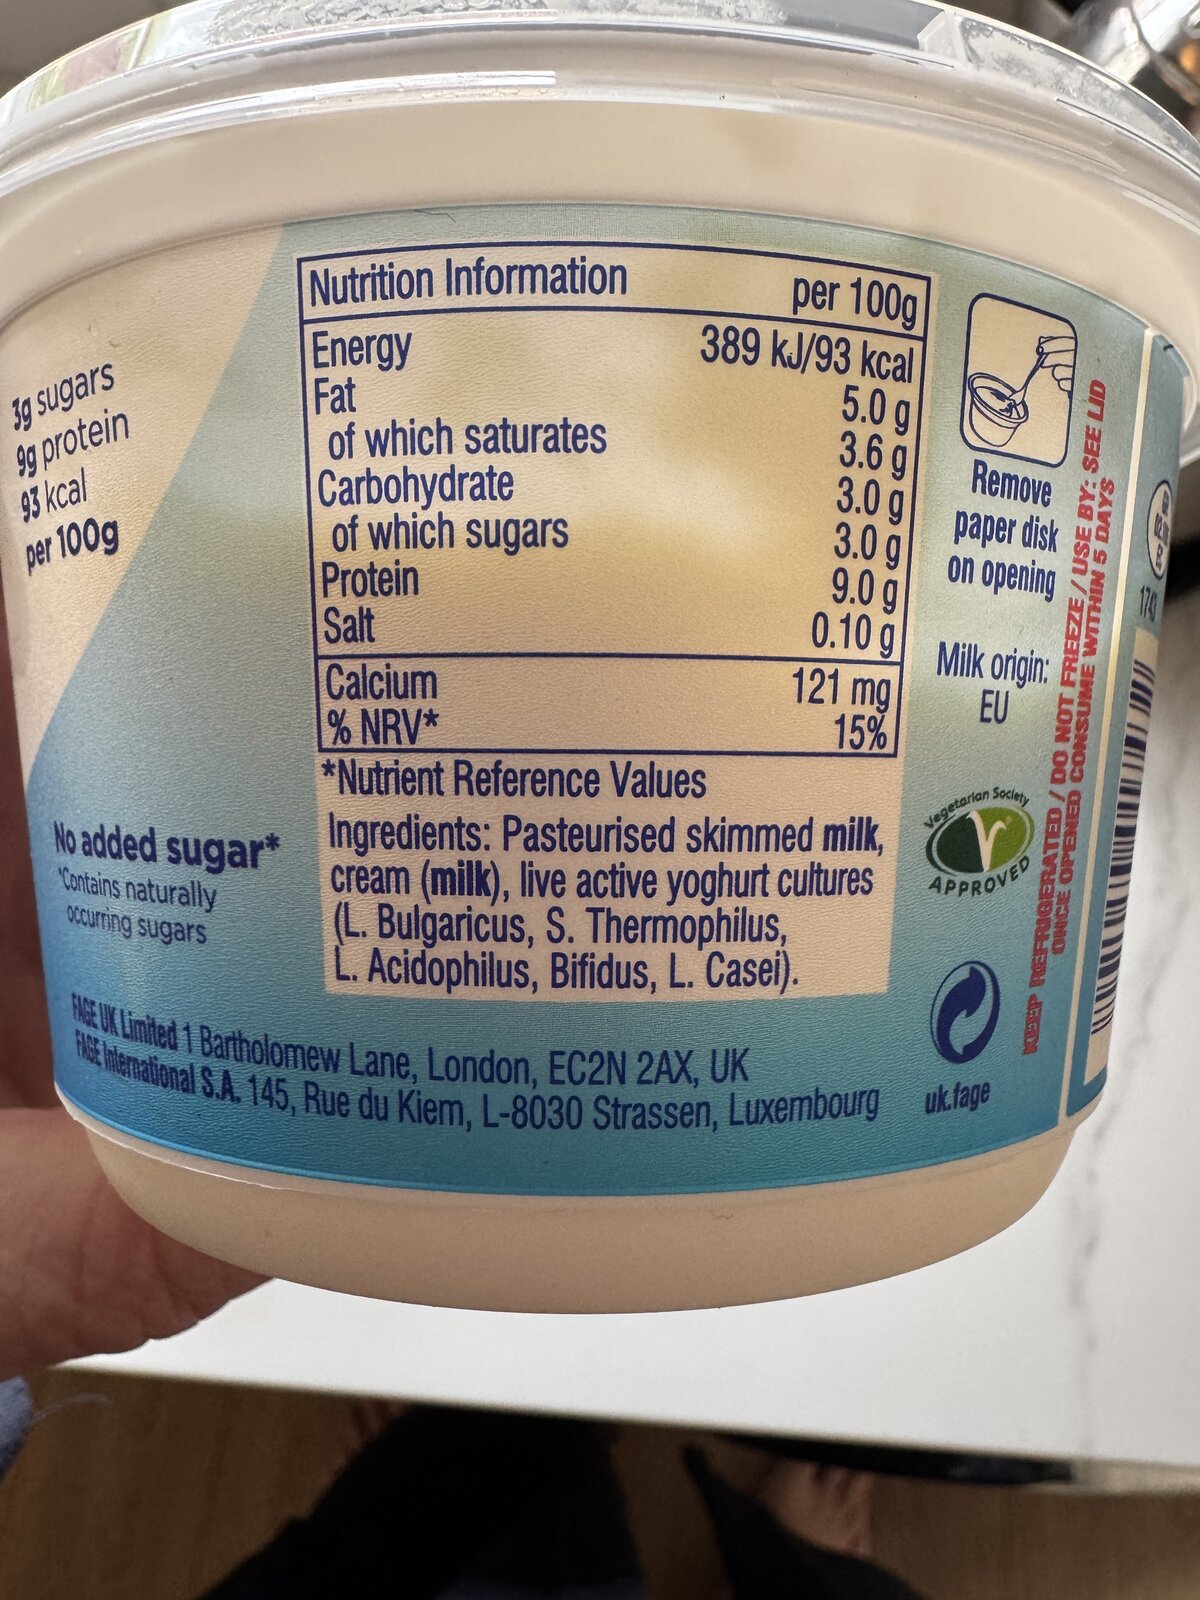 3g sugars
9g protein
93 kcal
per 100g
No added sugar*
*Contains naturally
occurring sugars
Nutrition Information per 100g
Energy 389 kJ/93 kcal
Fat 5.0 g
of which saturates 3.6 g
Carbohydrate 3.0 g
of which sugars 3.0 g
Protein 9.0 g
Salt 0.10 g
Calcium 121 mg
% NRV* 15%
*Nutrient Reference Values
Ingredients: Pasteurised skimmed milk,
cream (milk), live active yoghurt cultures
(L. Bulgaricus, S. Thermophilus,
L. Acidophilus, Bifidus, L. Casei).
FAGE UK Limited 1 Bartholomew Lane, London, EC2N 2AX, UK
FAGE International S.A. 145, Rue du Kiem, L-8030 Strassen, Luxembourg
Remove
paper disk
on opening
Milk origin:
EU
Vegetarian Society
APPROVED
uk.fage
KEEP REFRIGERATED / DO NOT FREEZE / USE BY: SEE LID
ONCE OPENED CONSUME WITHIN 5 DAYS